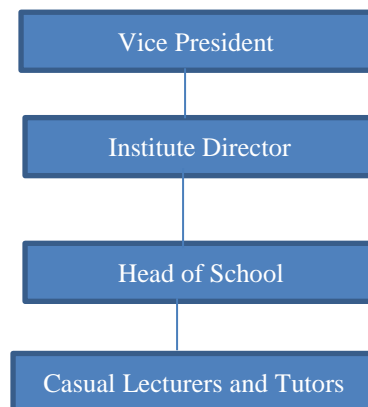 Vice President
Institute Director
Head of School
Casual Lecturers and Tutors